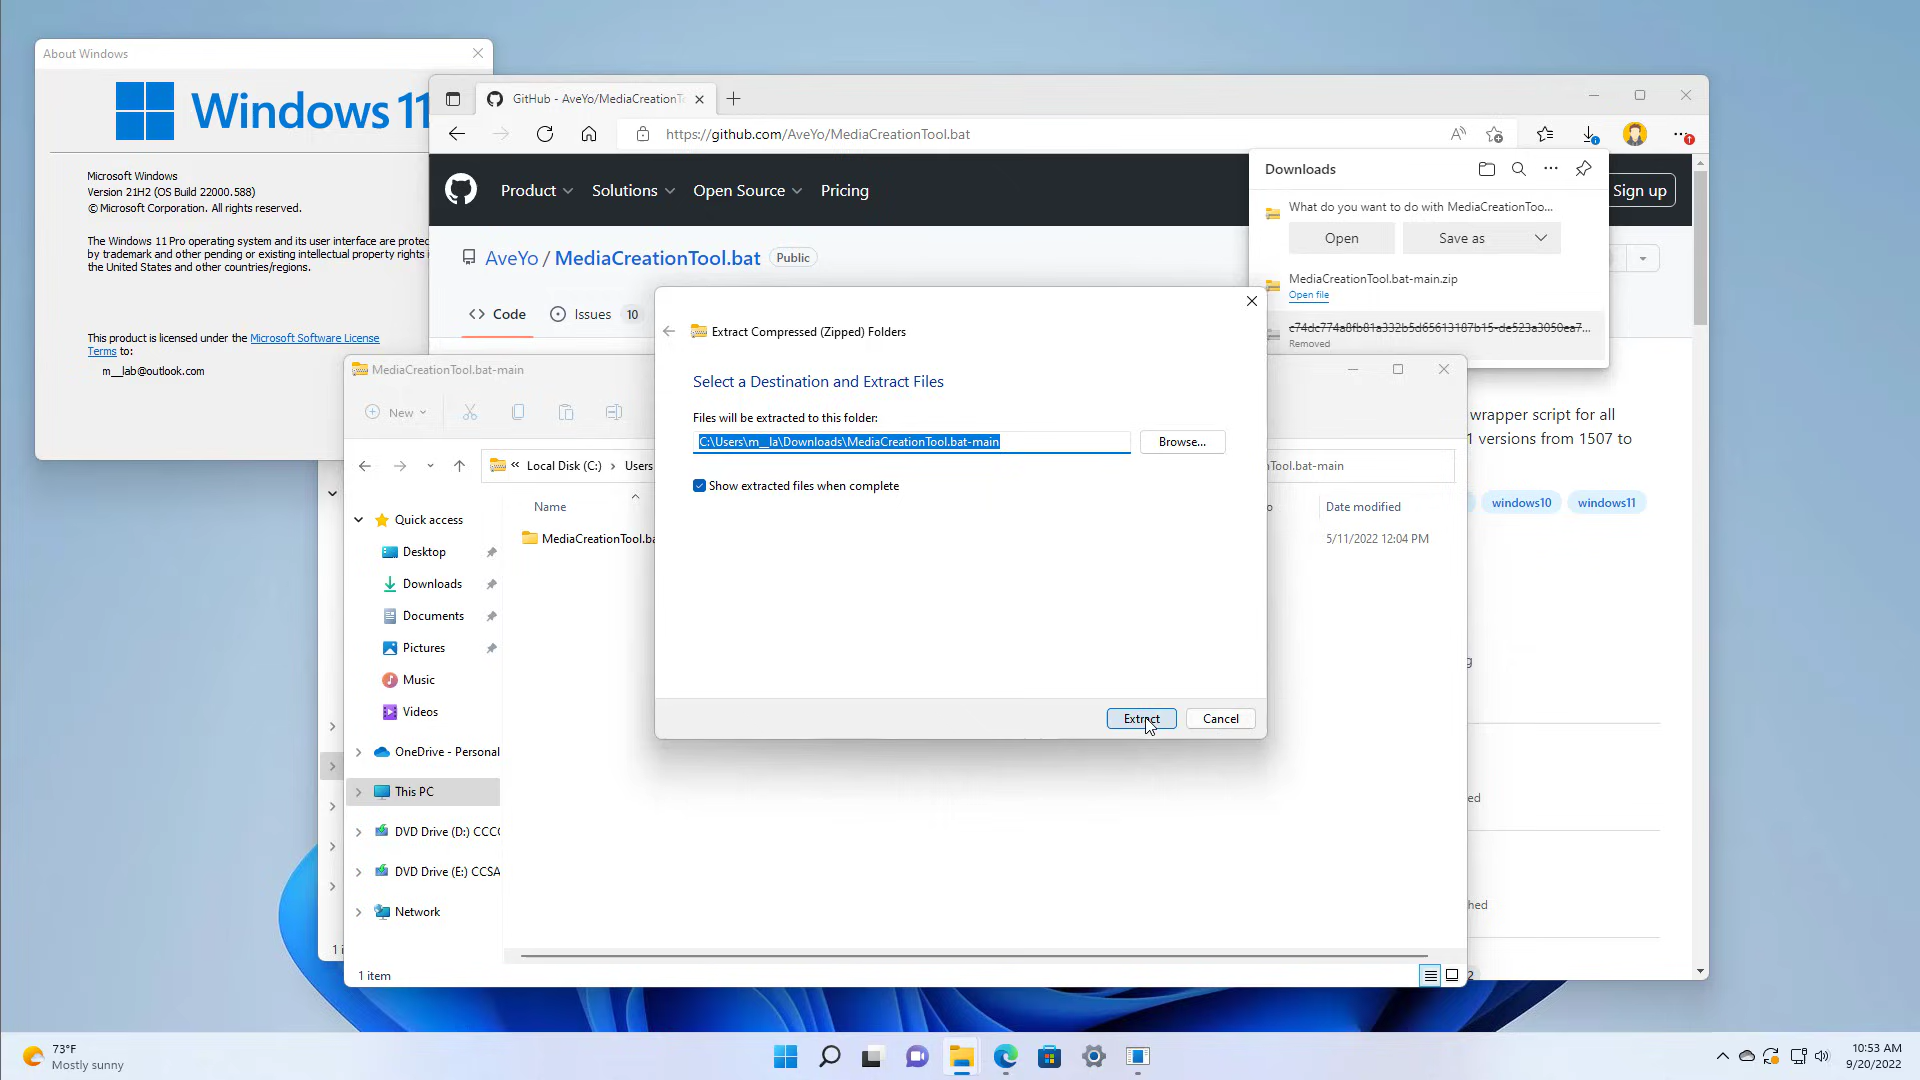 About Windows
Windows 11
Microsoft Windows
Version 21H2 (OS Build 22000.588)
© Microsoft Corporation. All rights reserved.
The Windows 11 Pro operating system and its user interface are protec
by trademark and other pending or existing intellectual property rights i
the United States and other countries/regions.
This product is licensed under the Microsoft Software License
Terms to:
m__lab@outlook.com
GitHub - AveYo/MediaCreationTo
https://github.com/AveYo/MediaCreationTool.bat
Product
Solutions
Open Source
Pricing
Sign up
AveYo / MediaCreationTool.bat
Public
Code
Issues
10
Downloads
What do you want to do with MediaCreationToo...
Open
Save as
MediaCreationTool.bat-main.zip
Open file
c74dc774a8fb81a332b5d65613187b15-de523a3050ea7...
Removed
wrapper script for all
1 versions from 1507 to
windows10
windows11
g
ed
hed
2
MediaCreationTool.bat-main
New
Local Disk (C:)
Users
Tool.bat-main
Name
Date modified
MediaCreationTool.ba
5/11/2022 12:04 PM
Quick access
Desktop
Downloads
Documents
Pictures
Music
Videos
OneDrive - Personal
This PC
DVD Drive (D:) CCC
DVD Drive (E:) CCSA
Network
1 item
1 i
Extract Compressed (Zipped) Folders
Select a Destination and Extract Files
Files will be extracted to this folder:
C:\Users\m__la\Downloads\MediaCreationTool.bat-main
Browse...
Show extracted files when complete
Extract
Cancel
73°F
Mostly sunny
10:53 AM
9/20/2022